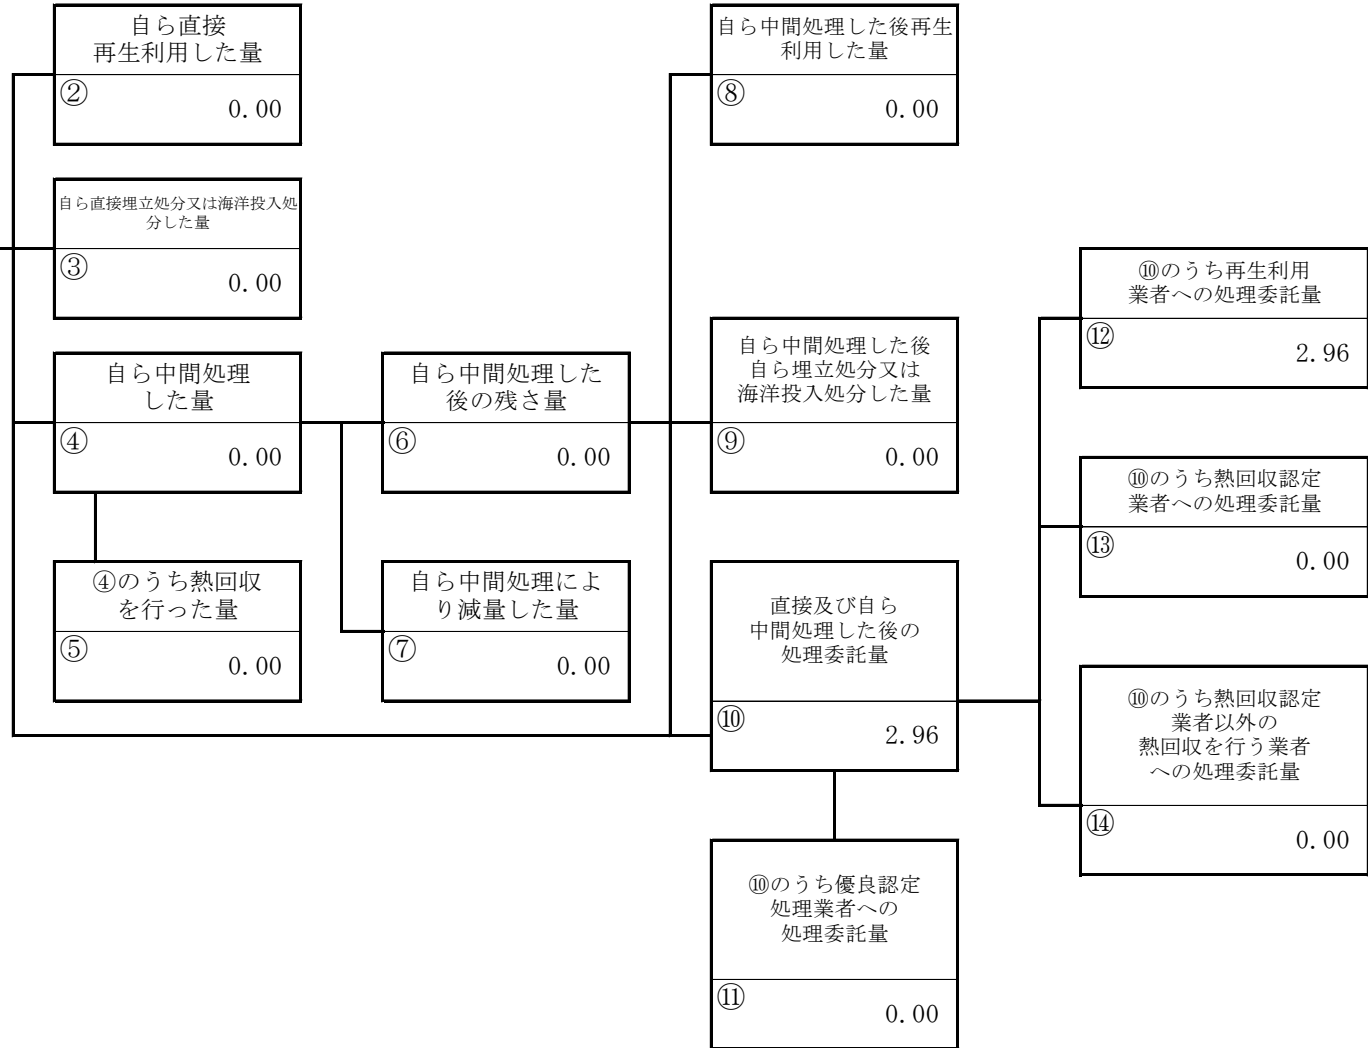 自ら直接
再生利用した量
②
0.00
自ら直接埋立処分又は海洋投入処
分した量
③
0.00
自ら中間処理
した量
④
0.00
④のうち熱回収
を行った量
⑤
0.00
自ら中間処理した
後の残さ量
⑥
0.00
自ら中間処理によ
り減量した量
⑦
0.00
自ら中間処理した後再生
利用した量
⑧
0.00
自ら中間処理した後
自ら埋立処分又は
海洋投入処分した量
⑨
0.00
直接及び自ら
中間処理した後の
処理委託量
⑩
2.96
⑩のうち優良認定
処理業者への
処理委託量
⑪
0.00
⑩のうち再生利用
業者への処理委託量
⑫
2.96
⑩のうち熱回収認定
業者への処理委託量
⑬
0.00
⑩のうち熱回収認定
業者以外の
熱回収を行う業者
への処理委託量
⑭
0.00